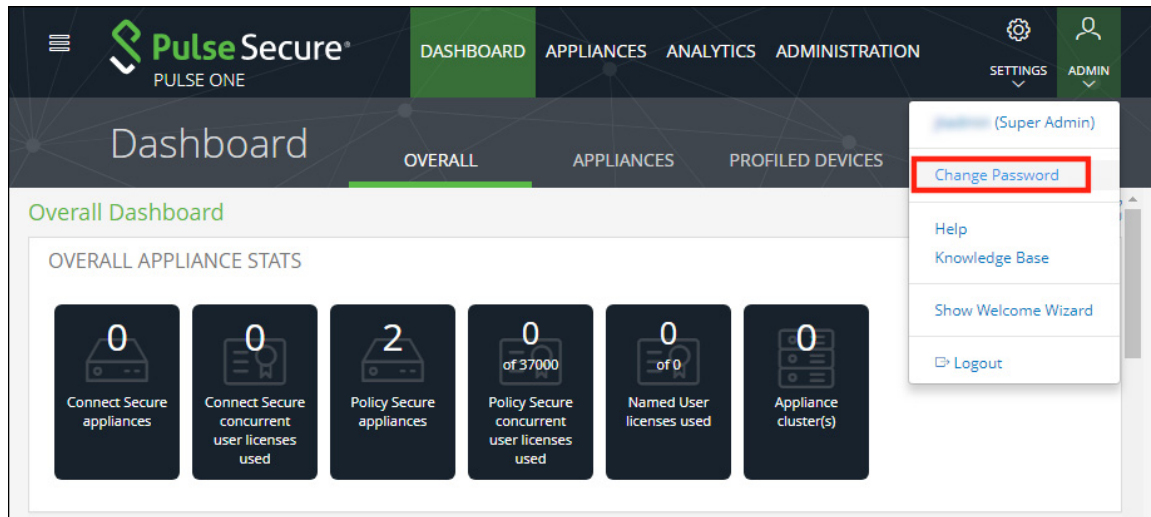 Pulse Secure®
PULSE ONE
DASHBOARD
APPLIANCES
ANALYTICS
ADMINISTRATION
SETTINGS
ADMIN
Dashboard
OVERALL
APPLIANCES
PROFILED DEVICES
(Super Admin)
Change Password
Help
Knowledge Base
Show Welcome Wizard
Logout
Overall Dashboard
OVERALL APPLIANCE STATS
0
Connect Secure
appliances
0
Connect Secure
concurrent
user licenses
used
2
Policy Secure
appliances
0
of 37000
Policy Secure
concurrent
user licenses
used
0
of 0
Named User
licenses used
0
Appliance
cluster(s)